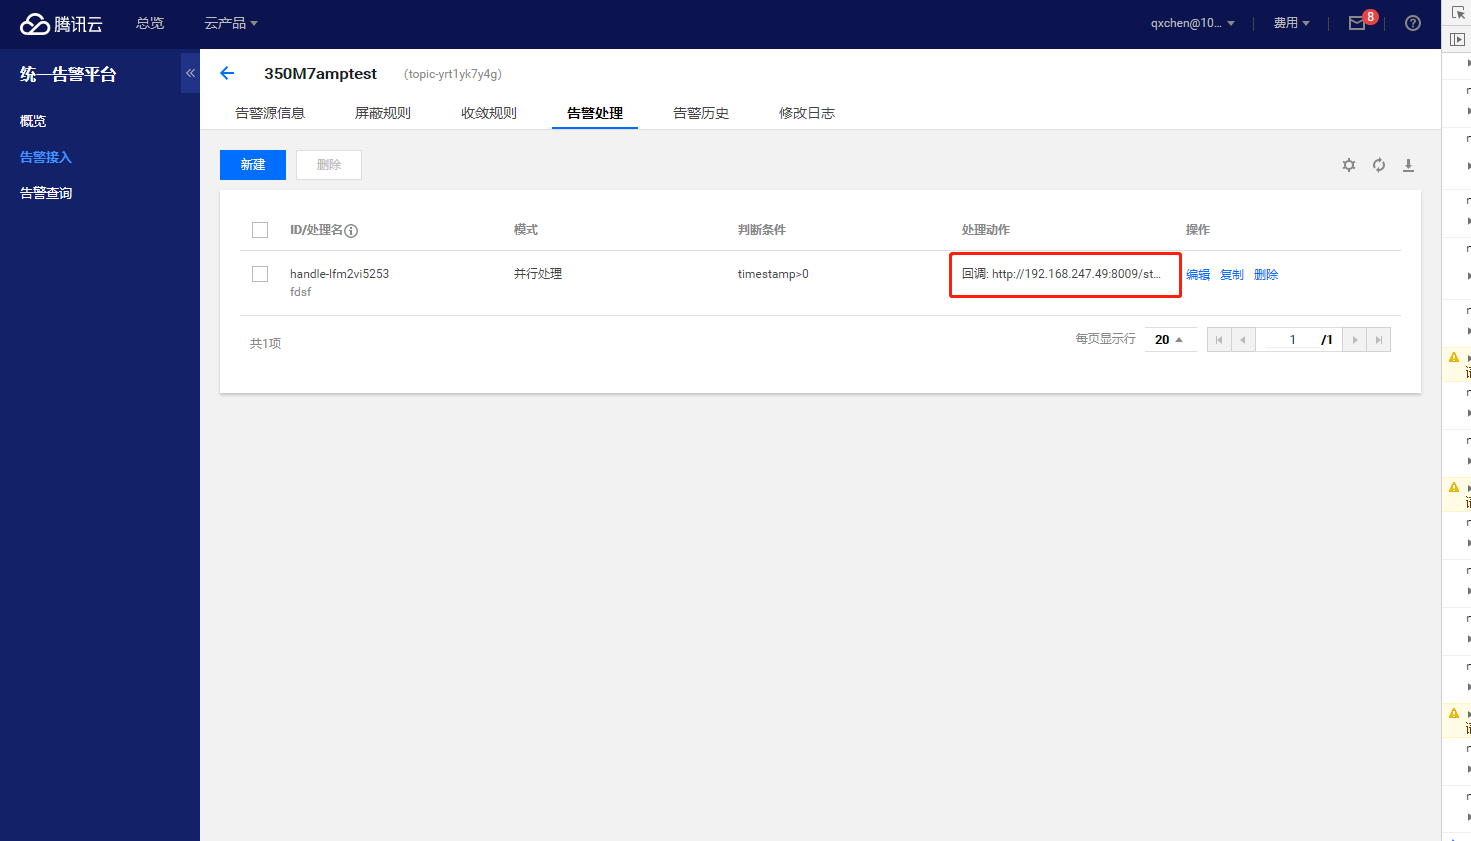 腾讯云
总览
云产品
qxchen@10...
费用
8
统一告警平台
概览
告警接入
告警查询
350M7amptest
(topic-yrt1yk7y4g)
告警源信息
屏蔽规则
收敛规则
告警处理
告警历史
修改日志
新建
删除
ID/处理名
模式
判断条件
处理动作
操作
handle-lfm2vi5253
fdsf
并行处理
timestamp>0
回调: http://192.168.247.49:8009/st...
编辑 复制 删除
共1项
每页显示行
20
1
/1